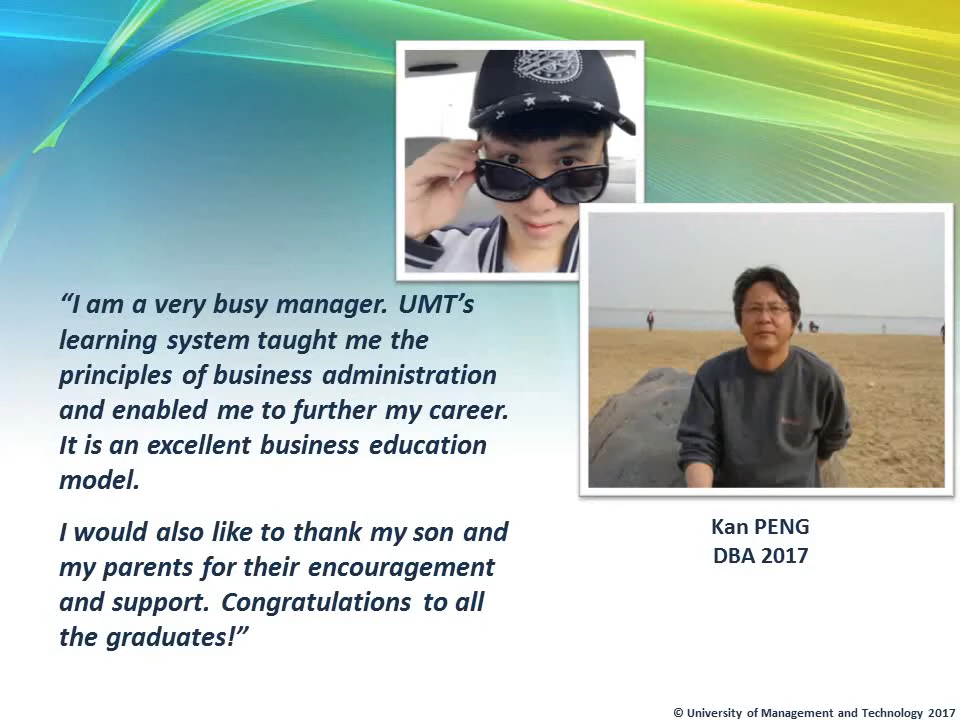 “I am a very busy manager. UMT’s
learning system taught me the
principles of business administration
and enabled me to further my career.
It is an excellent business education
model.
I would also like to thank my son and
my parents for their encouragement
and support. Congratulations to all
the graduates!”
Kan PENG
DBA 2017
© University of Management and Technology 2017